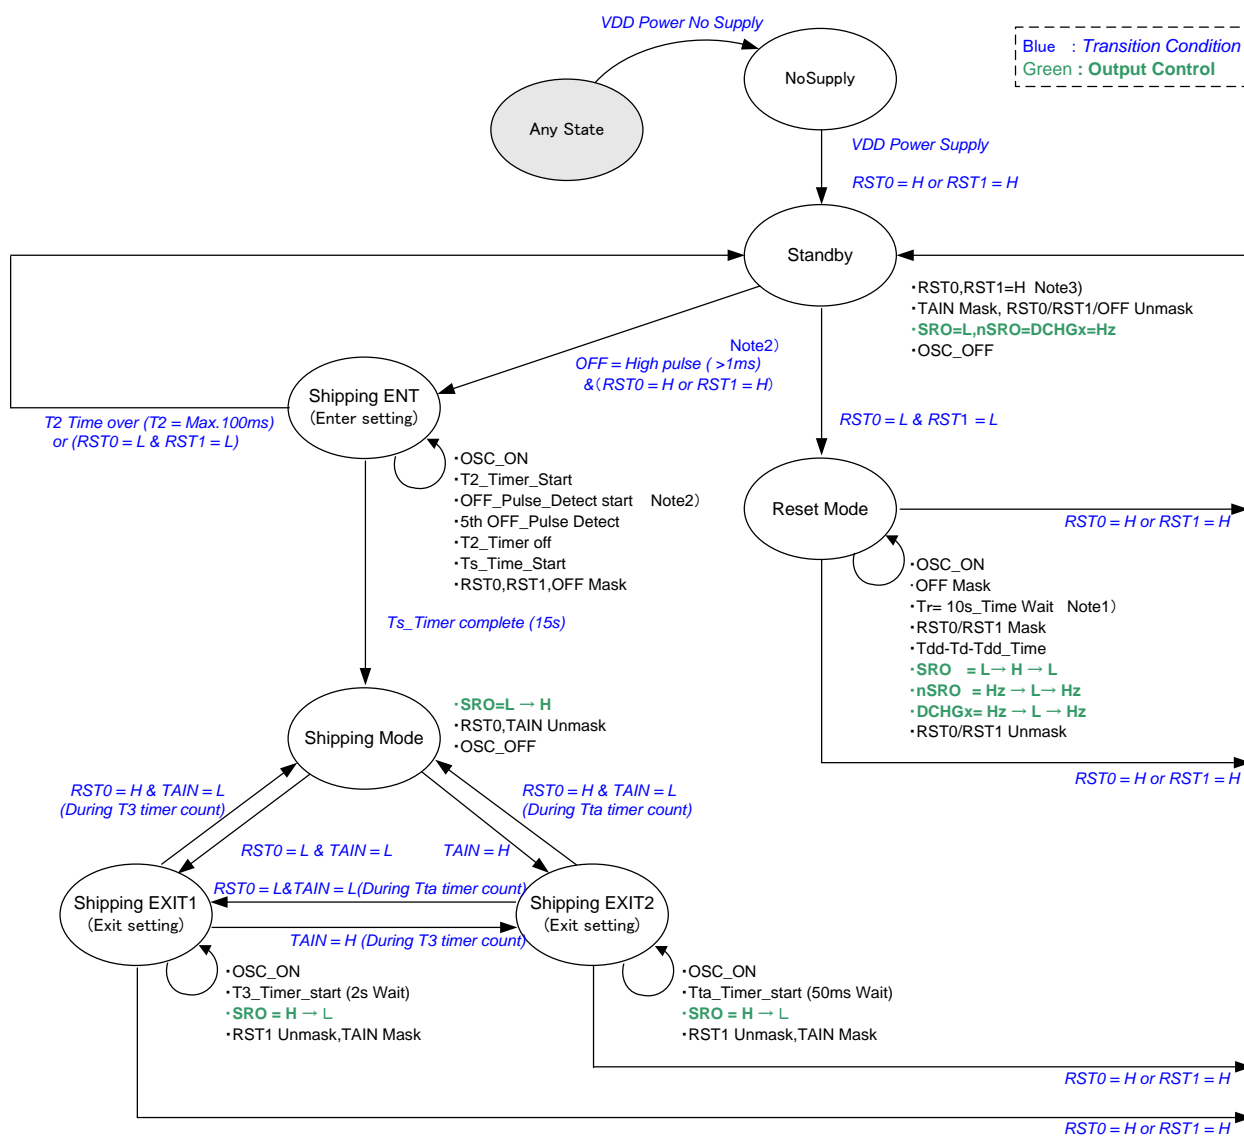 VDD Power No Supply
Blue : Transition Condition
Green : Output Control
NoSupply
Any State
VDD Power Supply
RST0 = H or RST1 = H
Standby
・RST0,RST1=H Note3)
・TAIN Mask, RST0/RST1/OFF Unmask
・SRO=L,nSRO=DCHGx=Hz
・OSC_OFF
Note2)
OFF = High pulse ( >1ms)
&(RST0 = H or RST1 = H)
Shipping ENT
(Enter setting)
T2 Time over (T2 = Max.100ms)
or (RST0 = L & RST1 = L)
RST0 = L & RST1 = L
・OSC_ON
・T2_Timer_Start
・OFF_Pulse_Detect start Note2)
・5th OFF_Pulse Detect
・T2_Timer off
・Ts_Time_Start
・RST0,RST1,OFF Mask
Reset Mode
RST0 = H or RST1 = H
・OSC_ON
・OFF Mask
・Tr= 10s_Time Wait Note1)
・RST0/RST1 Mask
・Tdd-Td-Tdd_Time
・SRO = L→ H → L
・nSRO = Hz → L→ Hz
・DCHGx= Hz → L → Hz
・RST0/RST1 Unmask
Ts_Timer complete (15s)
Shipping Mode
・SRO=L → H
・RST0,TAIN Unmask
・OSC_OFF
RST0 = H or RST1 = H
RST0 = H & TAIN = L
(During T3 timer count)
RST0 = H & TAIN = L
(During Tta timer count)
RST0 = L & TAIN = L
TAIN = H
Shipping EXIT1
(Exit setting)
RST0 = L&TAIN = L(During Tta timer count)
Shipping EXIT2
(Exit setting)
TAIN = H (During T3 timer count)
・OSC_ON
・T3_Timer_start (2s Wait)
・SRO = H → L
・RST1 Unmask,TAIN Mask
・OSC_ON
・Tta_Timer_start (50ms Wait)
・SRO = H → L
・RST1 Unmask,TAIN Mask
RST0 = H or RST1 = H
RST0 = H or RST1 = H